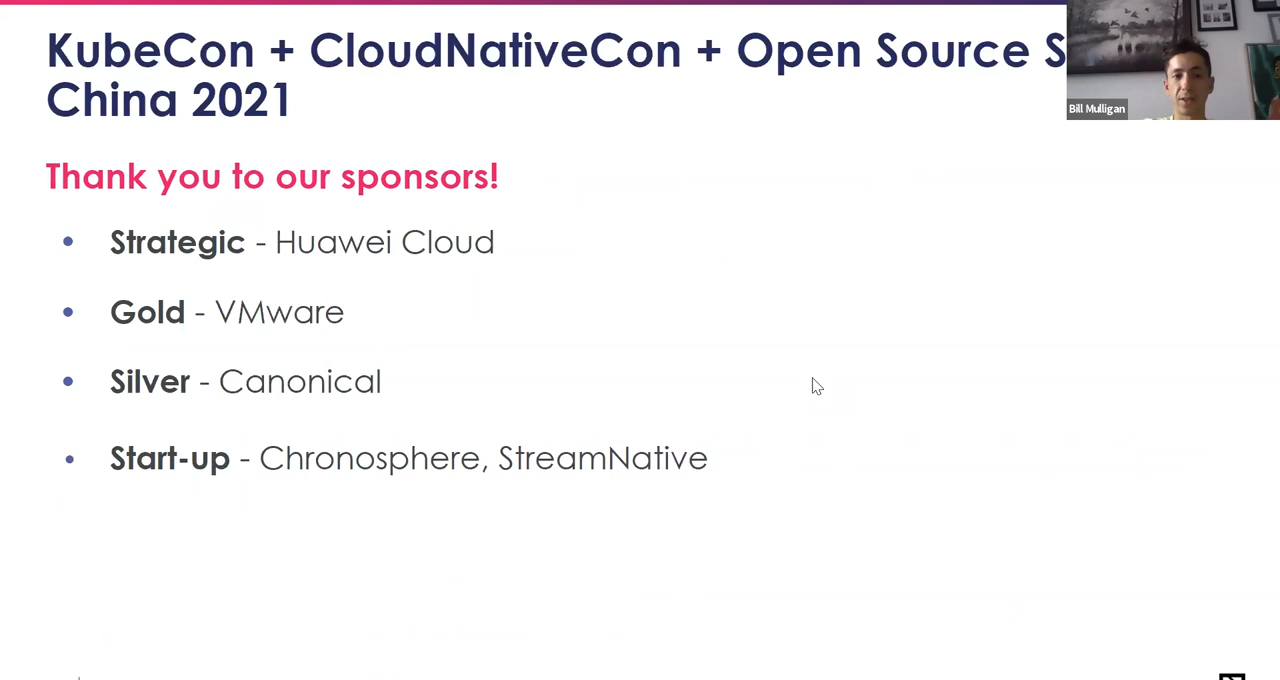 KubeCon + CloudNativeCon + Open Source S
China 2021
Bill Mulligan
Thank you to our sponsors!
• Strategic - Huawei Cloud
• Gold - VMware
• Silver - Canonical
• Start-up - Chronosphere, StreamNative